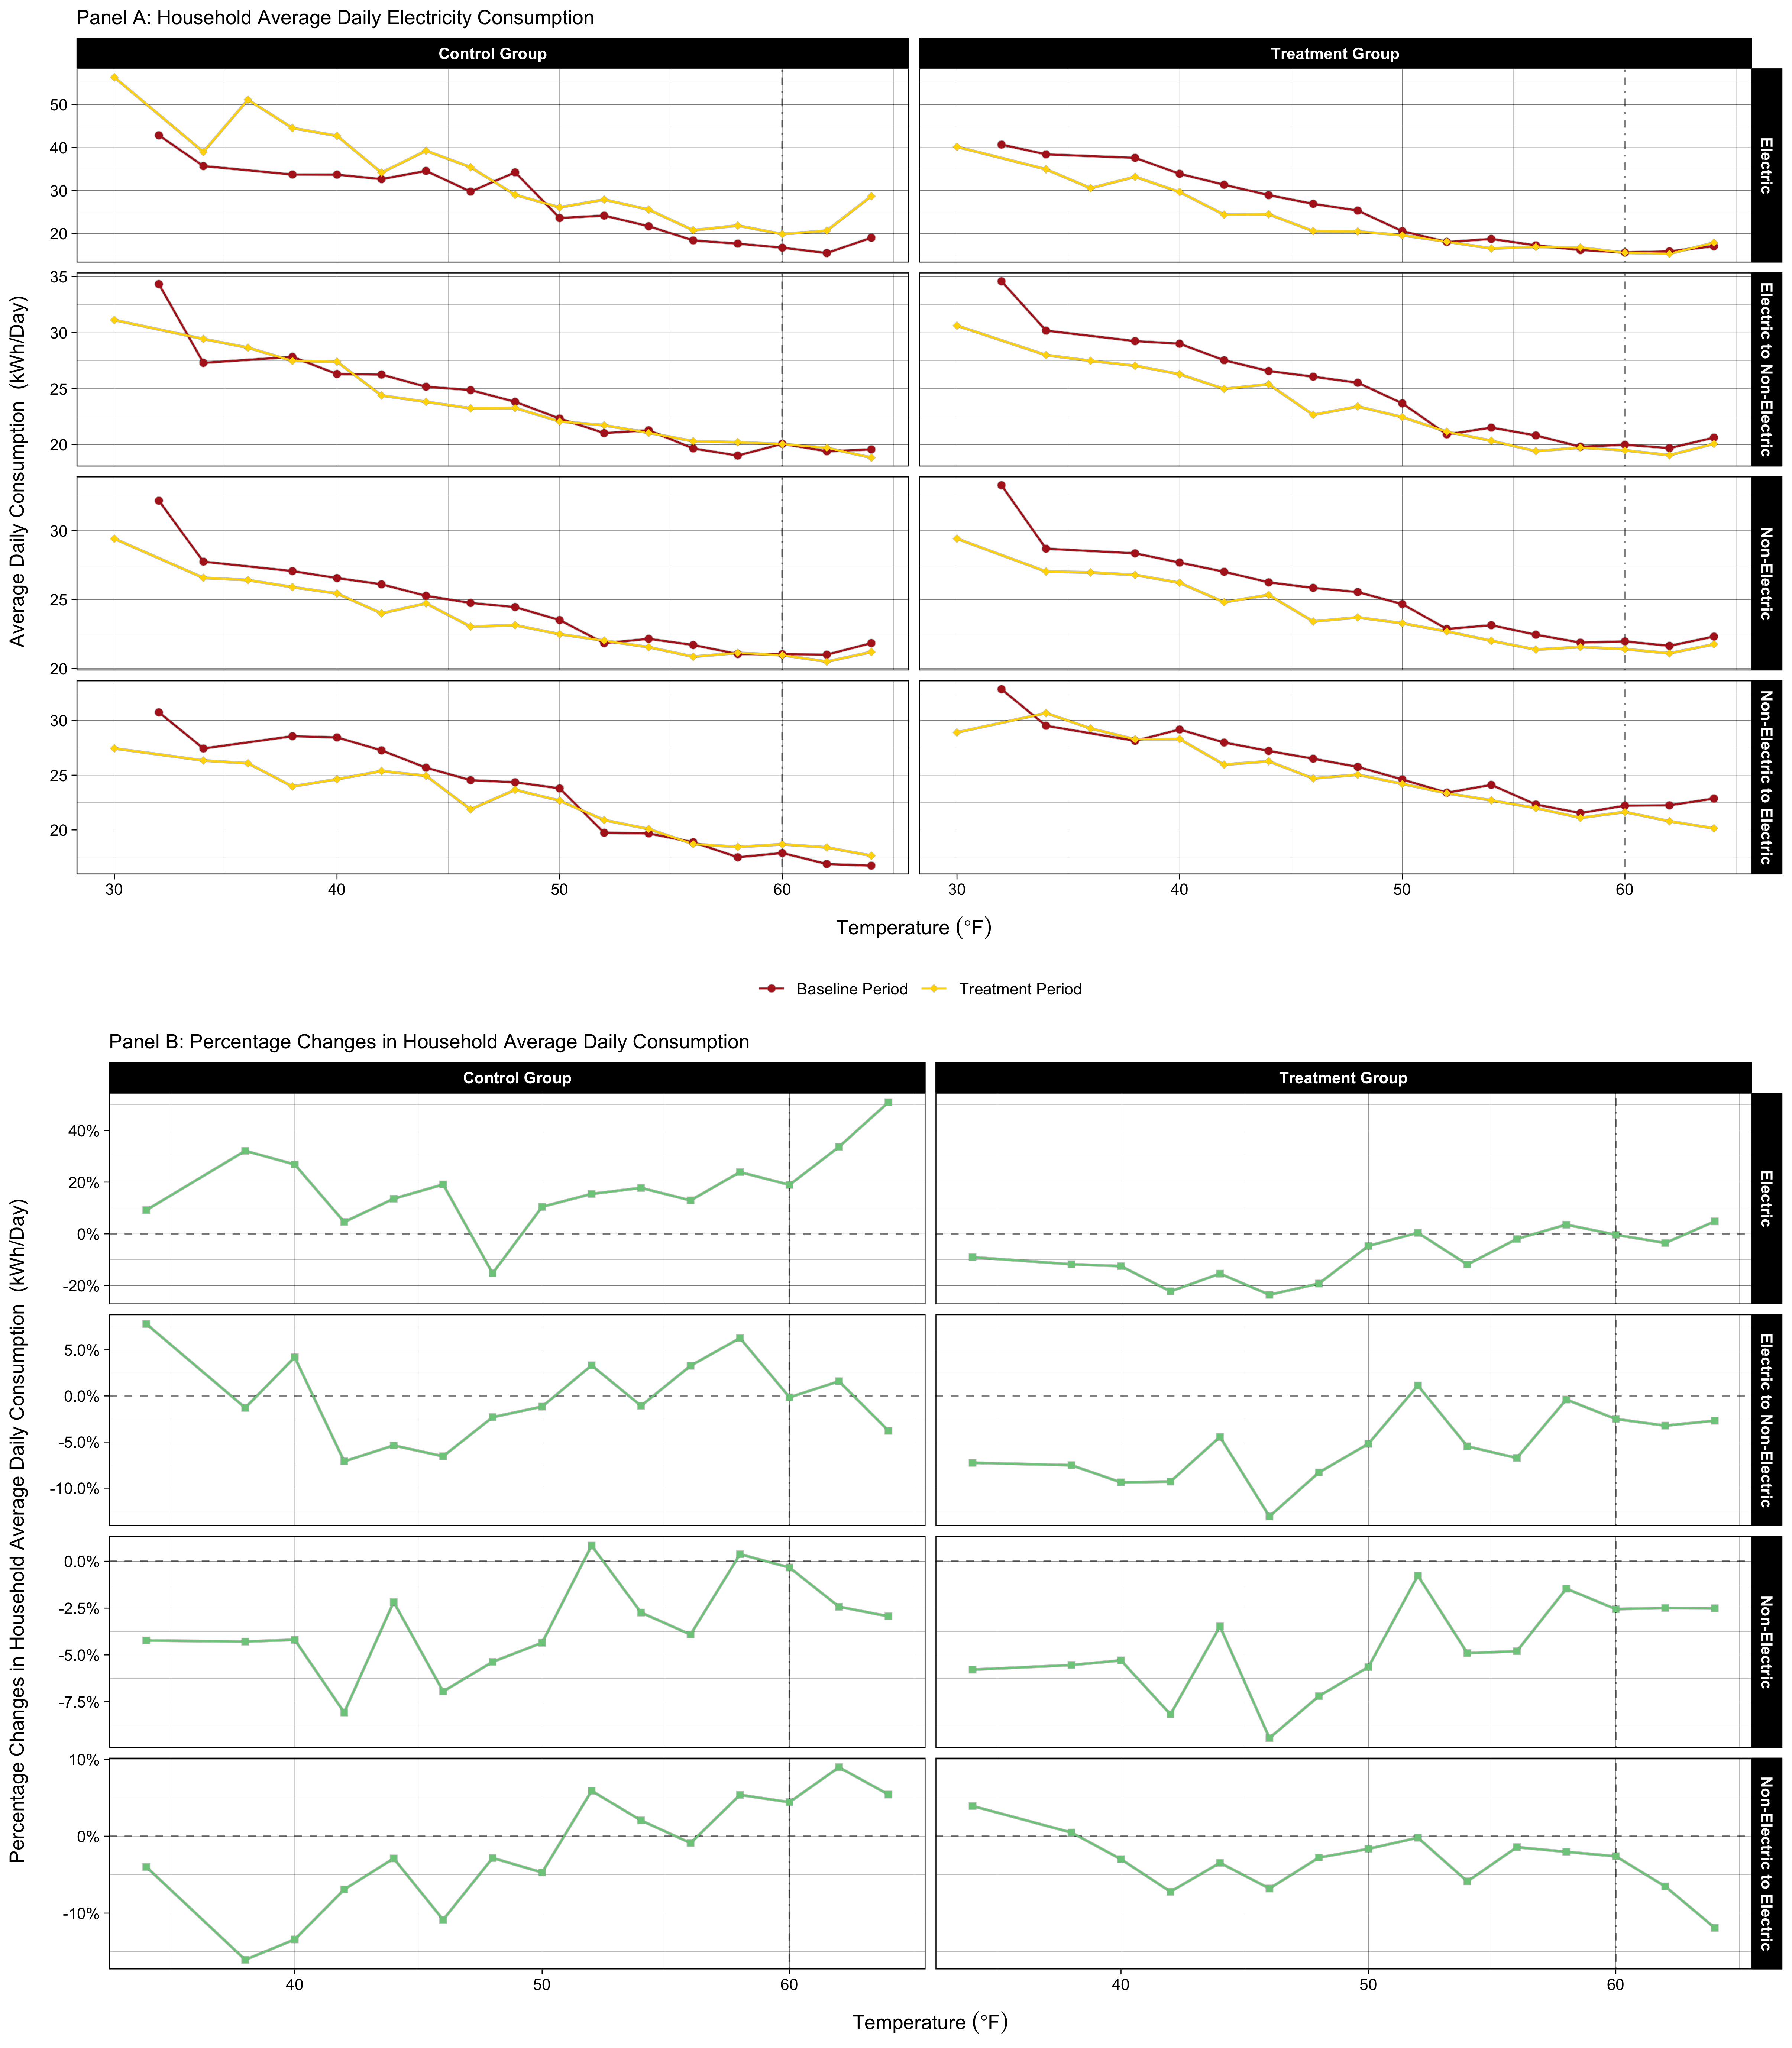 Panel A: Household Average Daily Electricity Consumption
Control Group
Treatment Group
Average Daily Consumption (kWh/Day)
50
40
30
20
Electric
35
30
25
20
Electric to Non-Electric
30
25
20
Non-Electric
30
25
20
Non-Electric to Electric
30
40
50
60
30
40
50
60
Temperature (°F)
Baseline Period
Treatment Period
Panel B: Percentage Changes in Household Average Daily Consumption
Control Group
Treatment Group
Percentage Changes in Household Average Daily Consumption (kWh/Day)
40%
20%
0%
-20%
Electric
5.0%
0.0%
-5.0%
-10.0%
Electric to Non-Electric
0.0%
-2.5%
-5.0%
-7.5%
Non-Electric
10%
0%
-10%
Non-Electric to Electric
40
50
60
40
50
60
Temperature (°F)